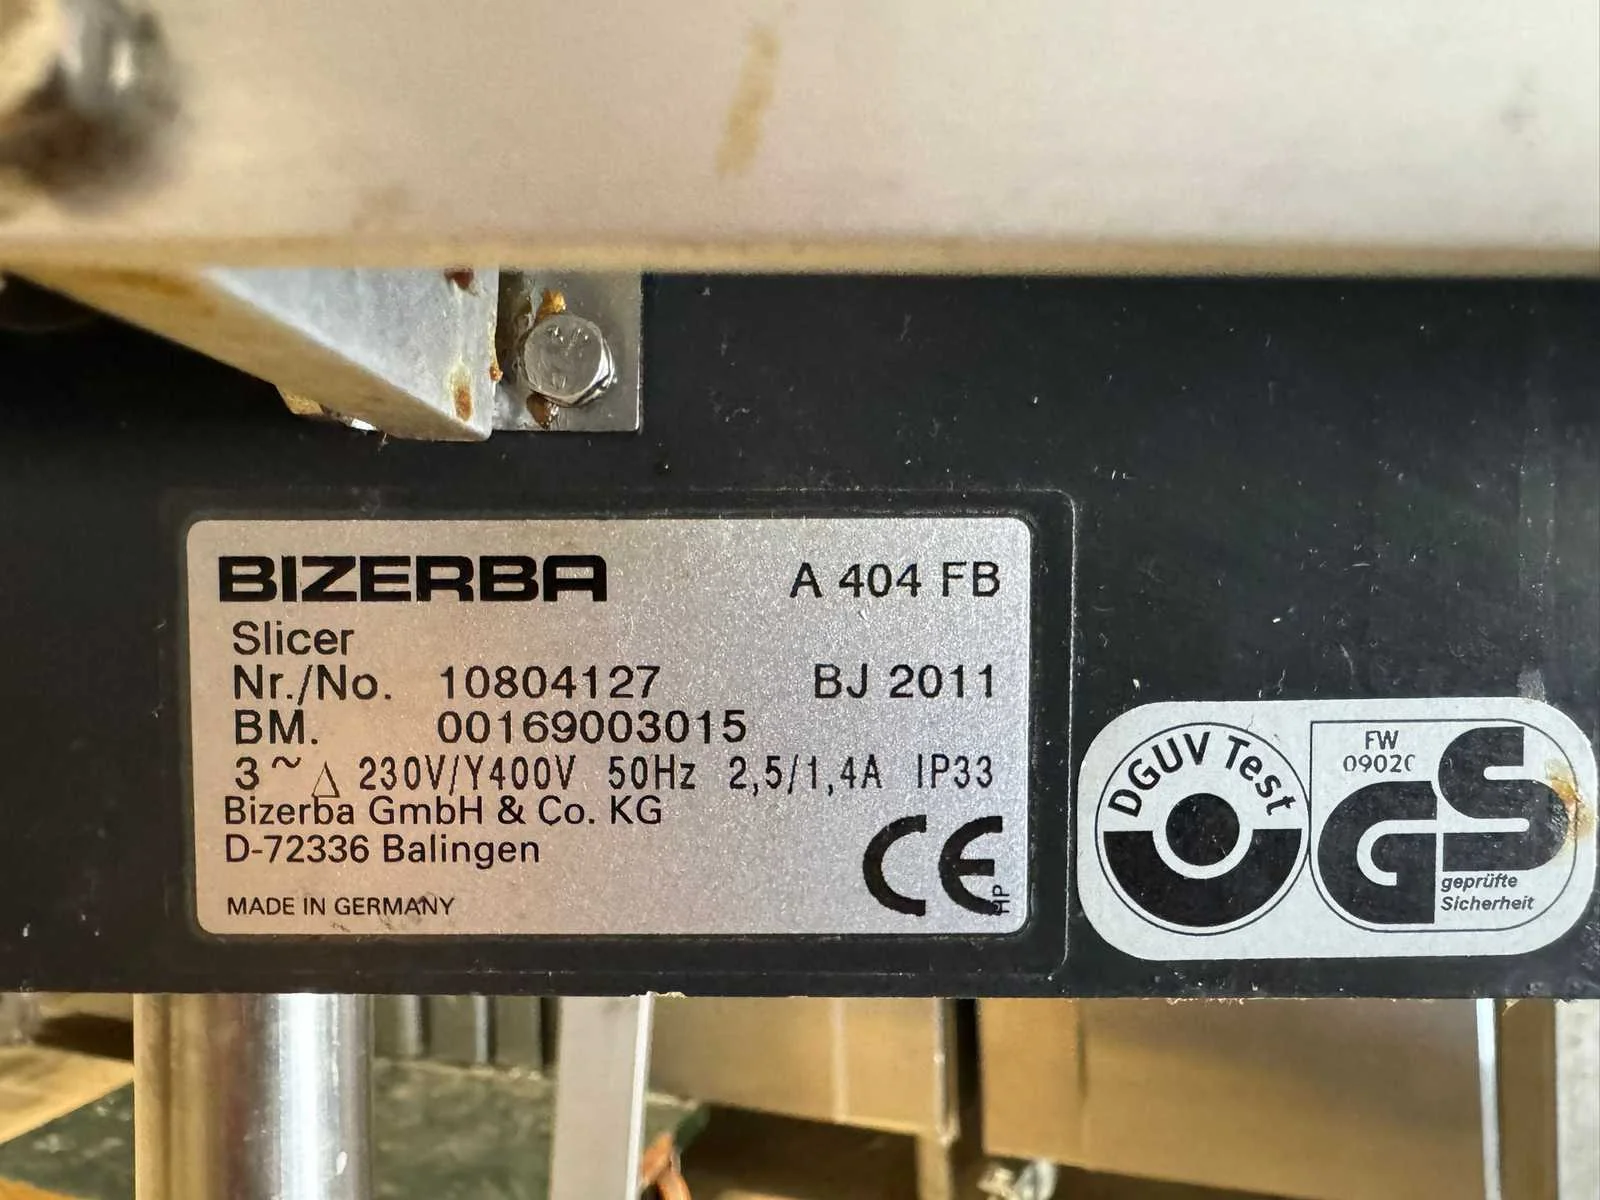 BIZERBA A 404 FB
Slicer
Nr./No. 10804127 BJ 2011
BM. 00169003015
3~ △ 230V/Y400V 50Hz 2,5/1,4A IP33
Bizerba GmbH & Co. KG
D-72336 Balingen
MADE IN GERMANY
CE
HP
DGUV Test
FW
GS
geprüfte
Sicherheit